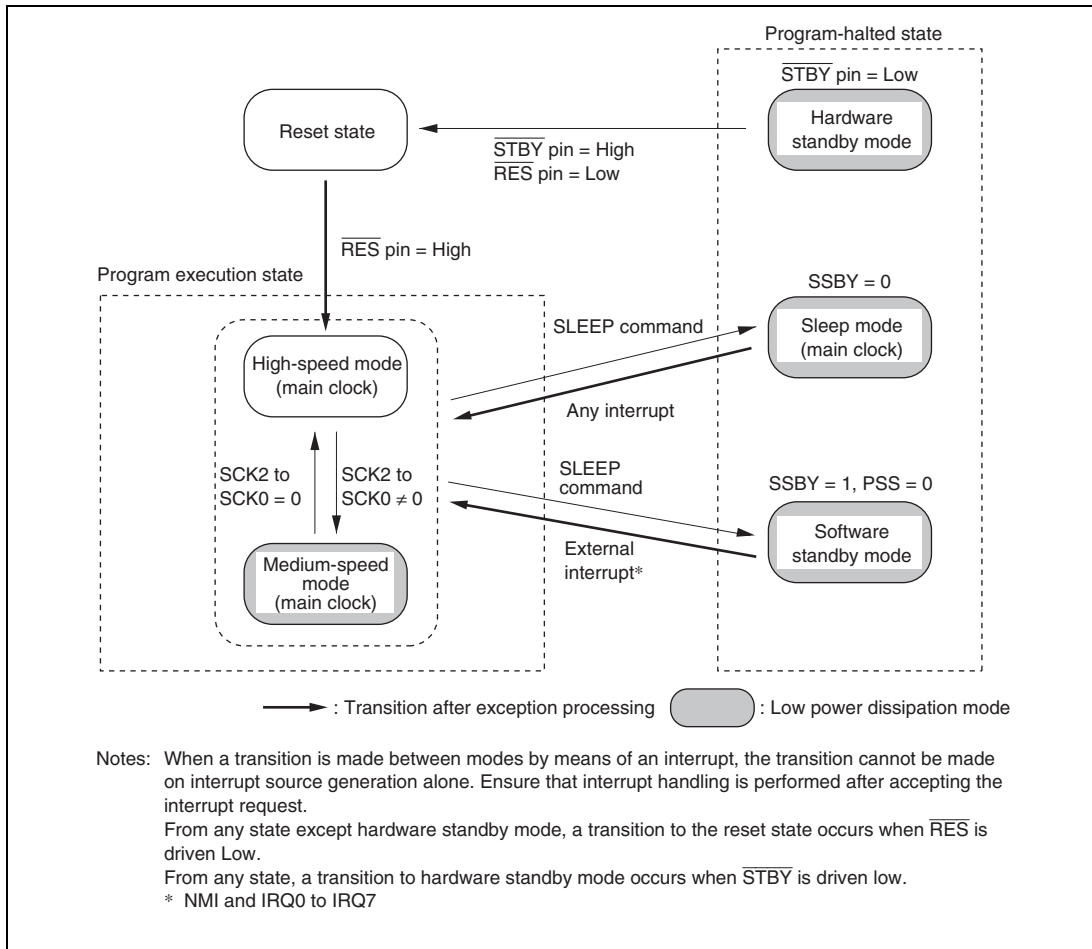 Program-halted state
STBY pin = Low
Hardware
standby mode
Reset state
STBY pin = High
RES pin = Low
RES pin = High
Program execution state
SSBY = 0
SLEEP command
Sleep mode
(main clock)
High-speed mode
(main clock)
Any interrupt
SCK2 to
SCK0 = 0
SCK2 to
SCK0 ≠ 0
SLEEP
command
SSBY = 1, PSS = 0
Software
standby mode
External
interrupt*
Medium-speed
mode
(main clock)
: Transition after exception processing
: Low power dissipation mode
Notes: When a transition is made between modes by means of an interrupt, the transition cannot be made
on interrupt source generation alone. Ensure that interrupt handling is performed after accepting the
interrupt request.
From any state except hardware standby mode, a transition to the reset state occurs when RES is
driven Low.
From any state, a transition to hardware standby mode occurs when STBY is driven low.
* NMI and IRQ0 to IRQ7